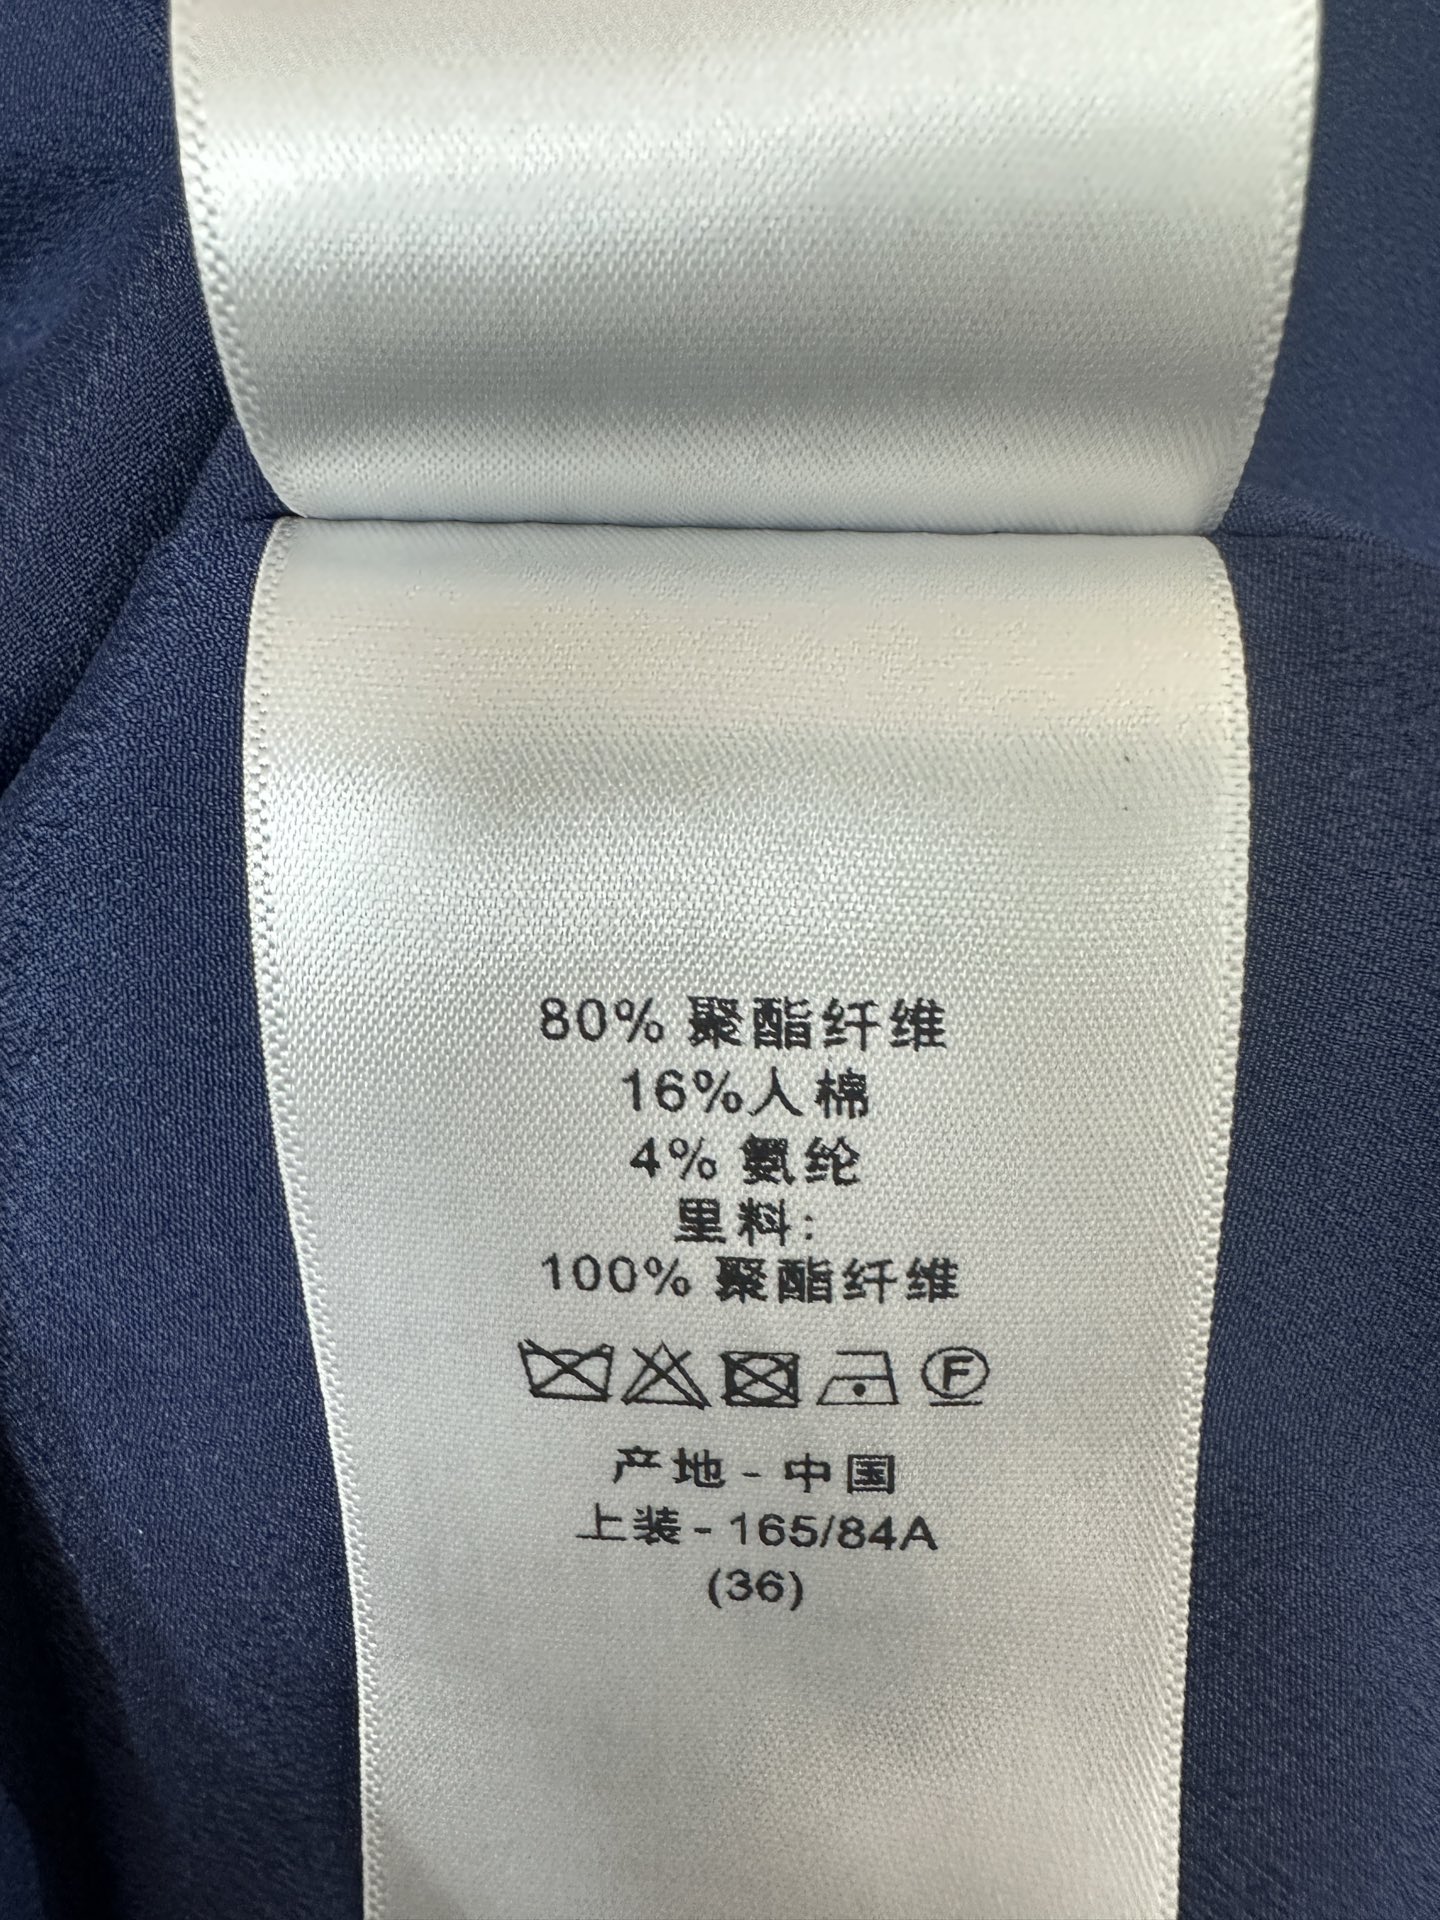 80% 聚酯纤维
16%人棉
4% 氨纶
里料:
100% 聚酯纤维
F
产地 - 中国
上装 - 165/84A
(36)